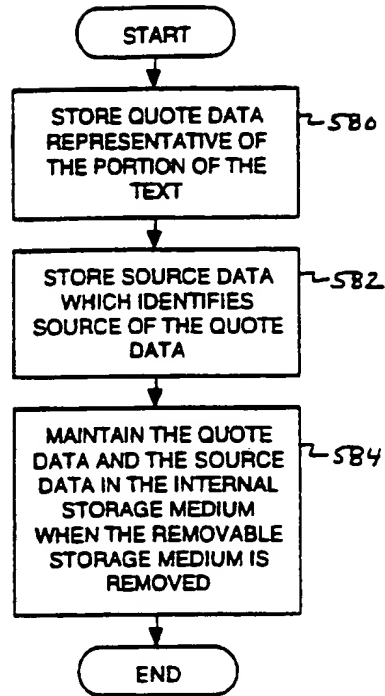 START
STORE QUOTE DATA
REPRESENTATIVE OF
THE PORTION OF THE
TEXT
580
STORE SOURCE DATA
WHICH IDENTIFIES
SOURCE OF THE QUOTE
DATA
582
MAINTAIN THE QUOTE
DATA AND THE SOURCE
DATA IN THE INTERNAL
STORAGE MEDIUM
WHEN THE REMOVABLE
STORAGE MEDIUM IS
REMOVED
584
END